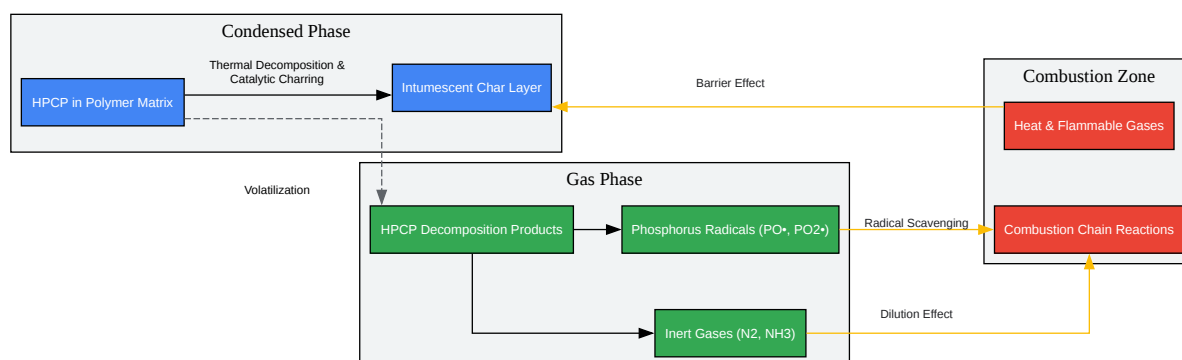 Condensed Phase
Thermal Decomposition &
Catalytic Charring
HPCP in Polymer Matrix
Intumescent Char Layer
Barrier Effect
Combustion Zone
Heat & Flammable Gases
Volatilization
Gas Phase
HPCP Decomposition Products
Phosphorus Radicals (PO•, PO2•)
Radical Scavenging
Combustion Chain Reactions
Inert Gases (N2, NH3)
Dilution Effect